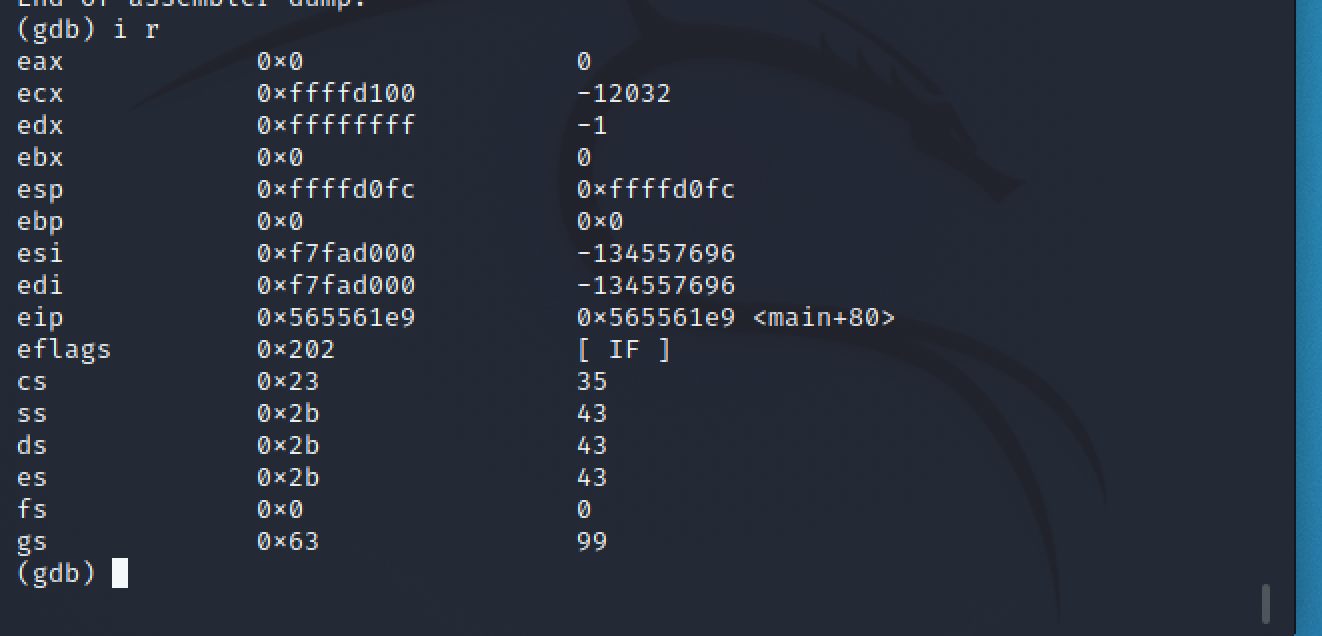 End of assembler dump.
(gdb) i r
eax 0×0 0
ecx 0×ffffd100 -12032
edx 0×ffffffff -1
ebx 0×0 0
esp 0×ffffd0fc 0×ffffd0fc
ebp 0×0 0×0
esi 0×f7fad000 -134557696
edi 0×f7fad000 -134557696
eip 0×565561e9 0×565561e9 <main+80>
eflags 0×202 [ IF ]
cs 0×23 35
ss 0×2b 43
ds 0×2b 43
es 0×2b 43
fs 0×0 0
gs 0×63 99
(gdb)